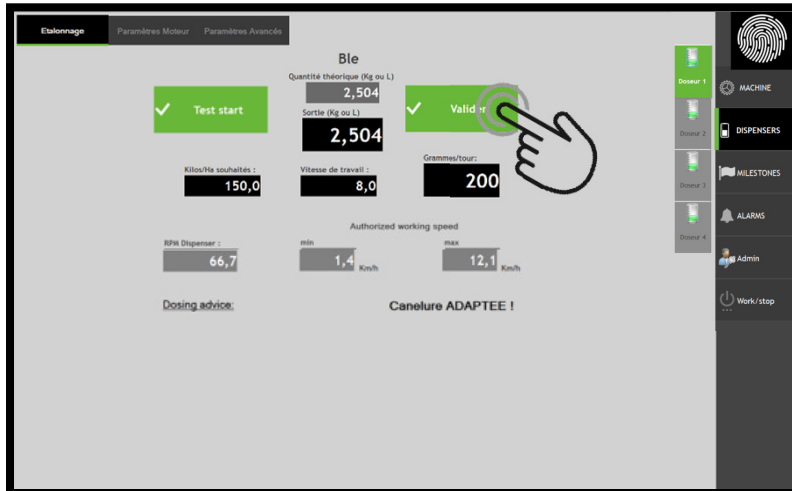 Etalonnage
Paramètres Moteur
Paramètres Avancés
Ble
Quantité théorique (Kg ou L)
2,504
Test start
Sortie (Kg ou L)
2,504
Valider
Kilos/Ha souhaités :
150,0
Vitesse de travail :
8,0
Grammes/tour:
200
Authorized working speed
RPM Dispenser :
66,7
min
1,4 Km/h
max
12,1 Km/h
Dosing advice:
Canelure ADAPTEE !
Doseur 1
Doseur 2
Doseur 3
Doseur 4
MACHINE
DISPENSERS
MILESTONES
ALARMS
Admin
Work/stop